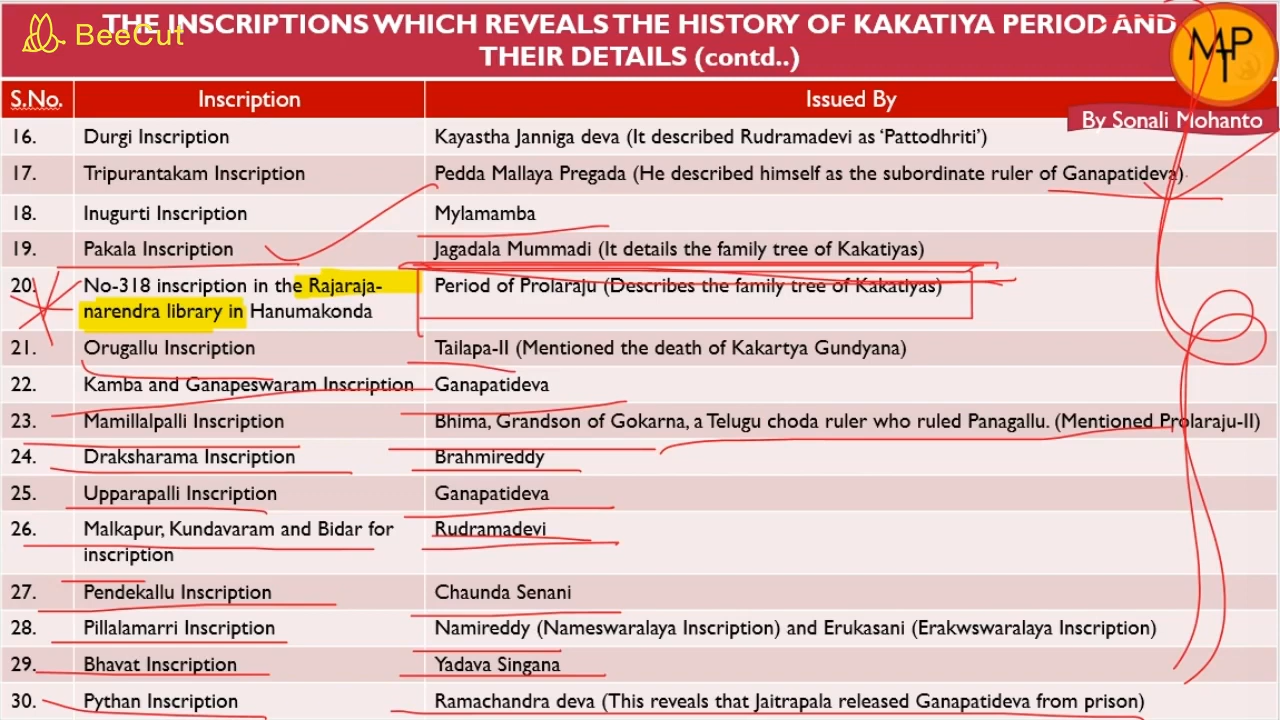 THE INSCRIPTIONS WHICH REVEALS THE HISTORY OF KAKATIYA PERIOD AND
THEIR DETAILS (contd..)
BeeCut
MTP
By Sonali Mohanto
S.No. Inscription Issued By
16. Durgi Inscription Kayastha Janniga deva (It described Rudramadevi as ‘Pattodhriti’)
17. Tripurantakam Inscription Pedda Mallaya Pregada (He described himself as the subordinate ruler of Ganapatideva)
18. Inugurti Inscription Mylamamba
19. Pakala Inscription Jagadala Mummadi (It details the family tree of Kakatiyas)
20. No-318 inscription in the Rajaraja- Period of Prolaraju (Describes the family tree of Kakatiyas)
narendra library in Hanumakonda
21. Orugallu Inscription Tailapa-II (Mentioned the death of Kakartya Gundyana)
22. Kamba and Ganapeswaram Inscription Ganapatideva
23. Mamillalpalli Inscription Bhima, Grandson of Gokarna, a Telugu choda ruler who ruled Panagallu. (Mentioned Prolaraju-II)
24. Draksharama Inscription Brahmireddy
25. Upparapalli Inscription Ganapatideva
26. Malkapur, Kundavaram and Bidar for Rudramadevi
inscription
27. Pendekallu Inscription Chaunda Senani
28. Pillalamarri Inscription Namireddy (Nameswaralaya Inscription) and Erukasani (Erakwswaralaya Inscription)
29. Bhavat Inscription Yadava Singana
30. Pythan Inscription Ramachandra deva (This reveals that Jaitrapala released Ganapatideva from prison)